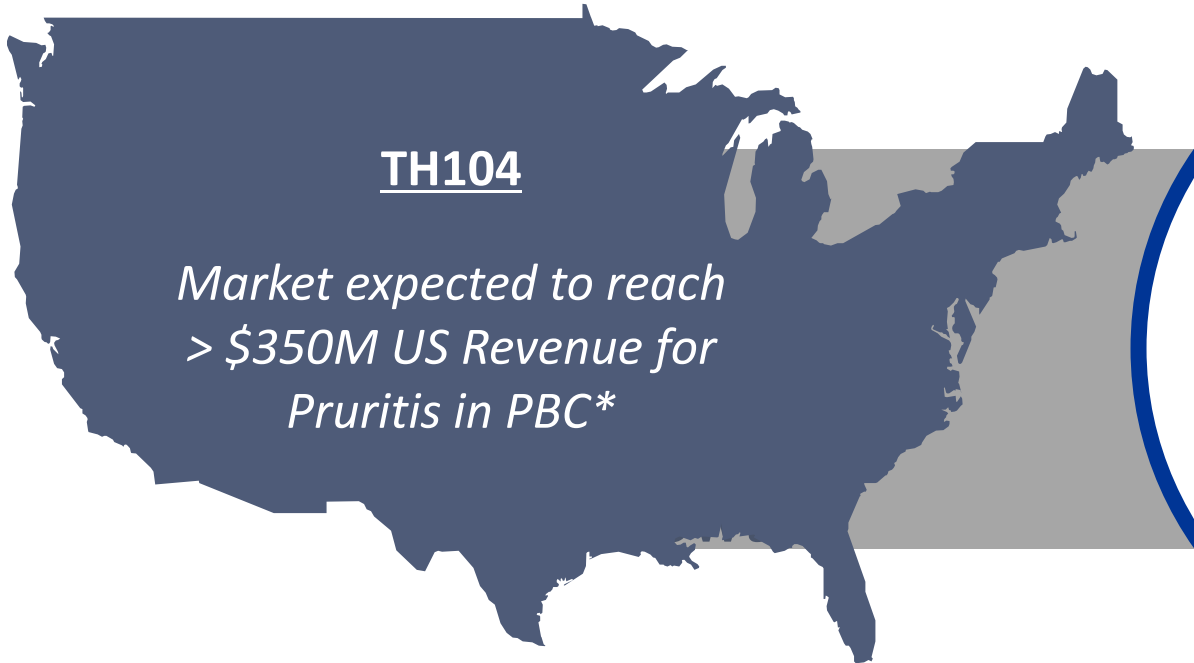 TH104
Market expected to reach
> $350M US Revenue for
Pruritis in PBC*